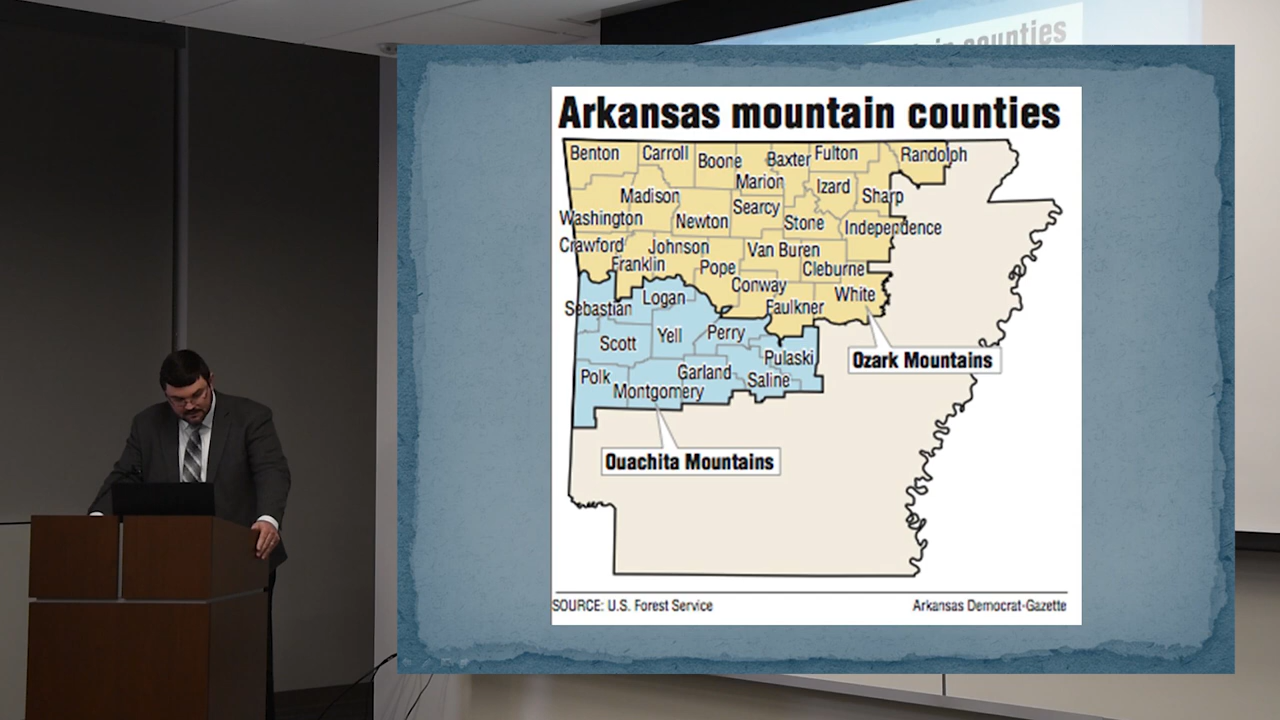 in counties
Arkansas mountain counties
Benton Carroll Boone Baxter Fulton Randolph
Marion Izard Sharp
Madison Searcy
Washington Newton Stone Independence
Crawford Johnson Van Buren
Franklin Pope Cleburne
Conway White
Sebastian Logan Faulkner
Scott Yell Perry
Pulaski
Ozark Mountains
Polk Garland Saline
Montgomery
Ouachita Mountains
SOURCE: U.S. Forest Service Arkansas Democrat-Gazette